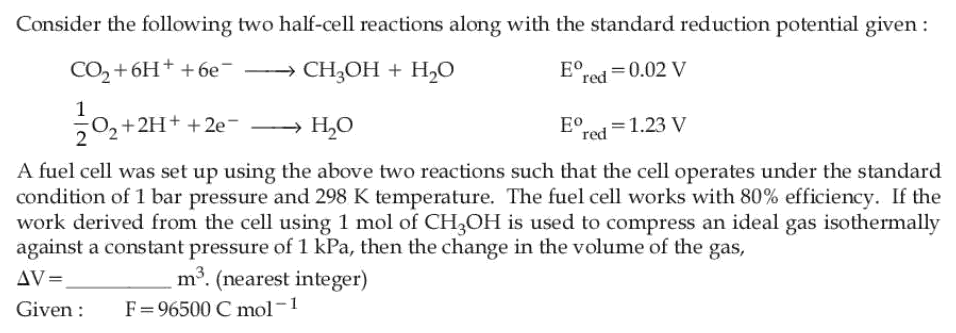 Consider the following two half-cell reactions along with the standard reduction potential given :
CO₂ + 6H⁺ + 6e⁻ ⟶ CH₃OH + H₂O E°red = 0.02 V
1/2 O₂ + 2H⁺ + 2e⁻ ⟶ H₂O E°red = 1.23 V
A fuel cell was set up using the above two reactions such that the cell operates under the standard
condition of 1 bar pressure and 298 K temperature. The fuel cell works with 80% efficiency. If the
work derived from the cell using 1 mol of CH₃OH is used to compress an ideal gas isothermally
against a constant pressure of 1 kPa, then the change in the volume of the gas,
ΔV = __________ m³. (nearest integer)
Given : F = 96500 C mol⁻¹